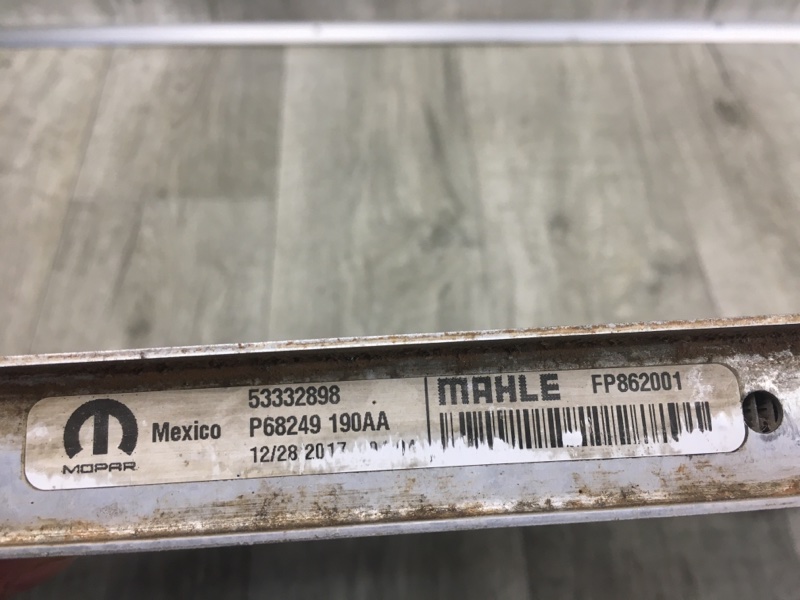 MOPAR
Mexico
53332898
P68249 190AA
12/28 2017
MAHLE
FP862001